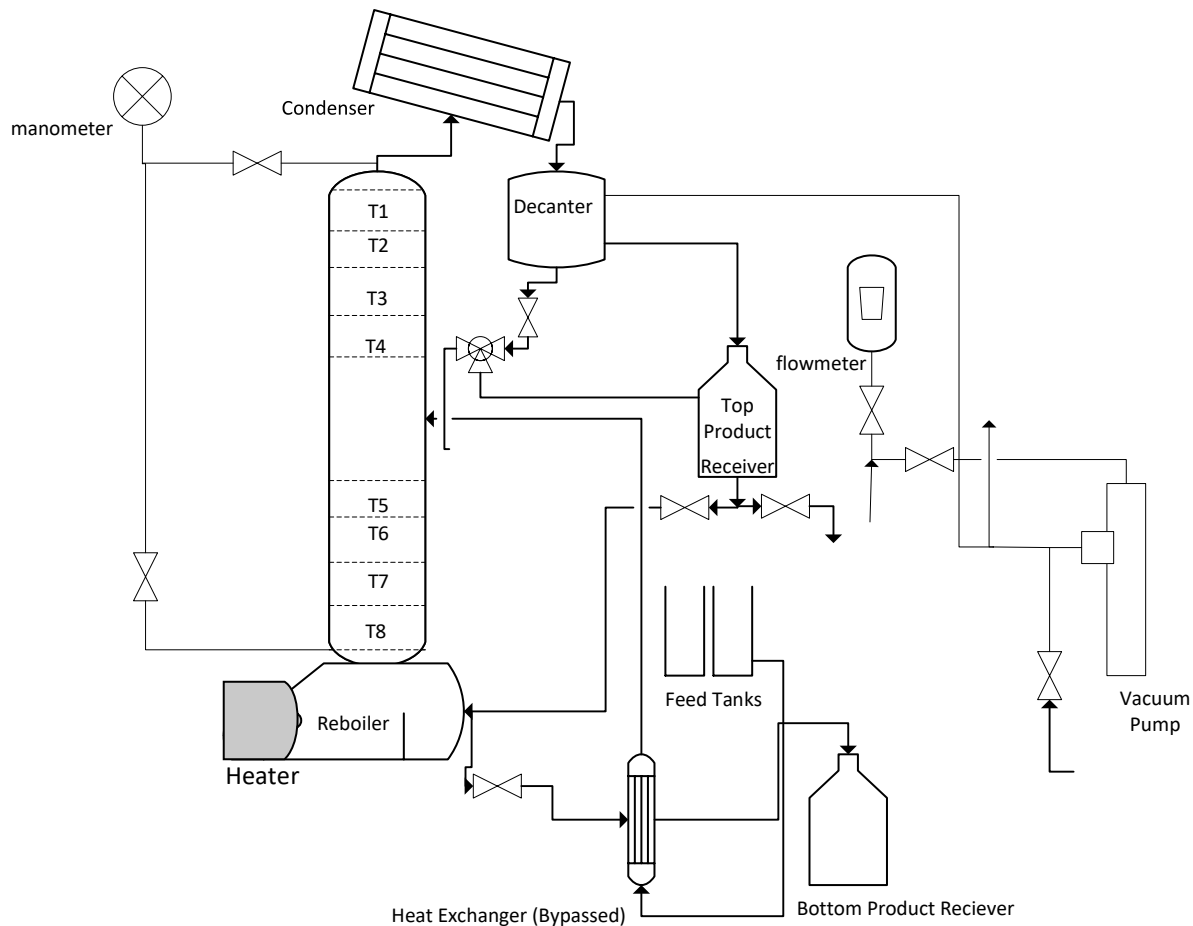 Condenser
manometer
T1
T2
T3
T4
T5
T6
T7
T8
Decanter
flowmeter
Top
Product
Receiver
Feed Tanks
Vacuum
Pump
Reboiler
Heater
Heat Exchanger (Bypassed)
Bottom Product Reciever